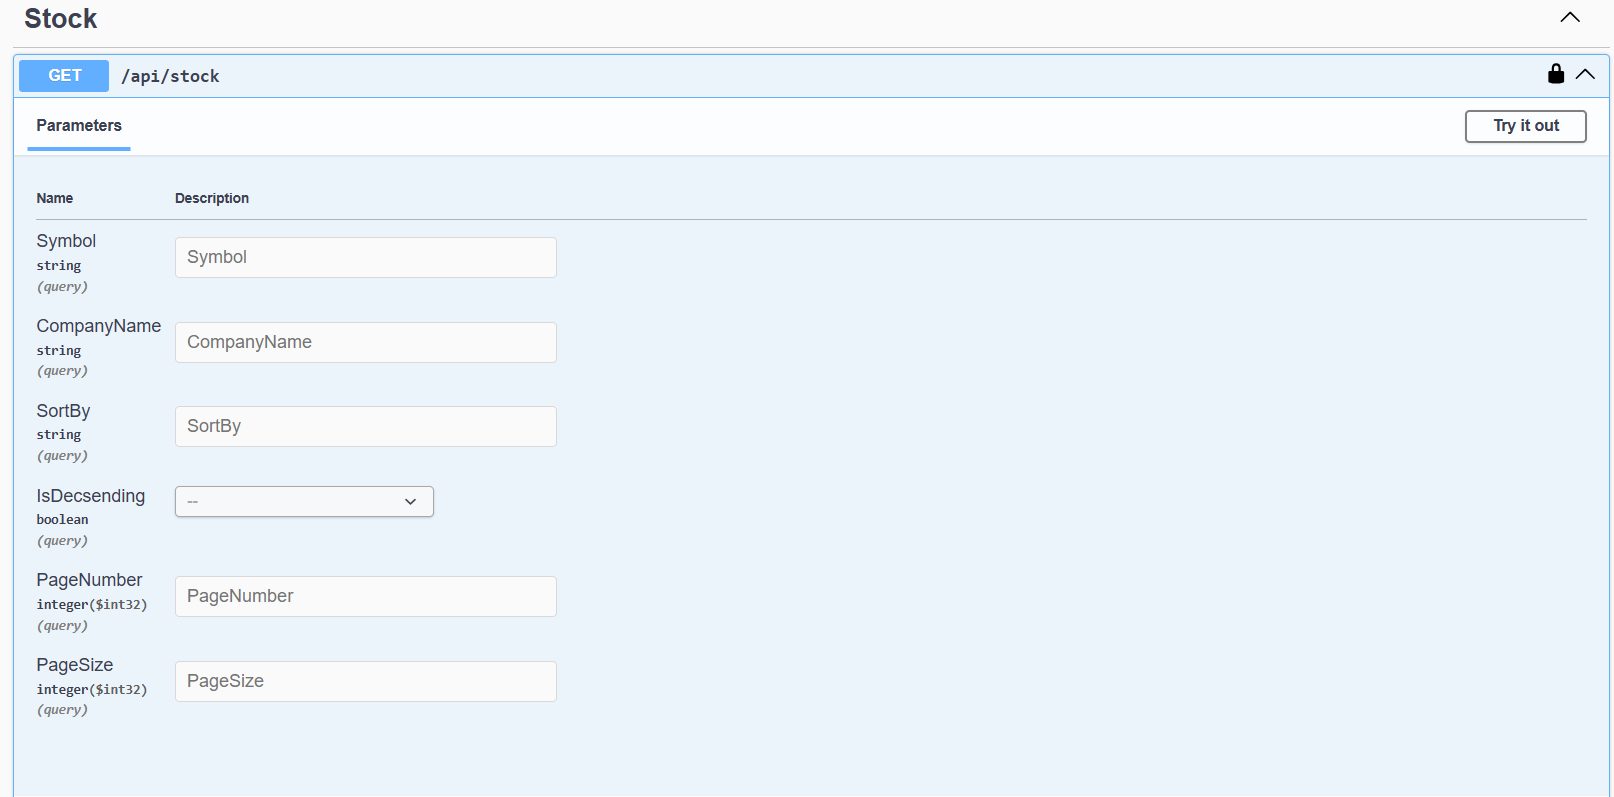 Stock
GET /api/stock
Parameters
Try it out
Name Description
Symbol
string
(query)
Symbol
CompanyName
string
(query)
CompanyName
SortBy
string
(query)
SortBy
IsDecsending
boolean
(query)
--
PageNumber
integer($int32)
(query)
PageNumber
PageSize
integer($int32)
(query)
PageSize